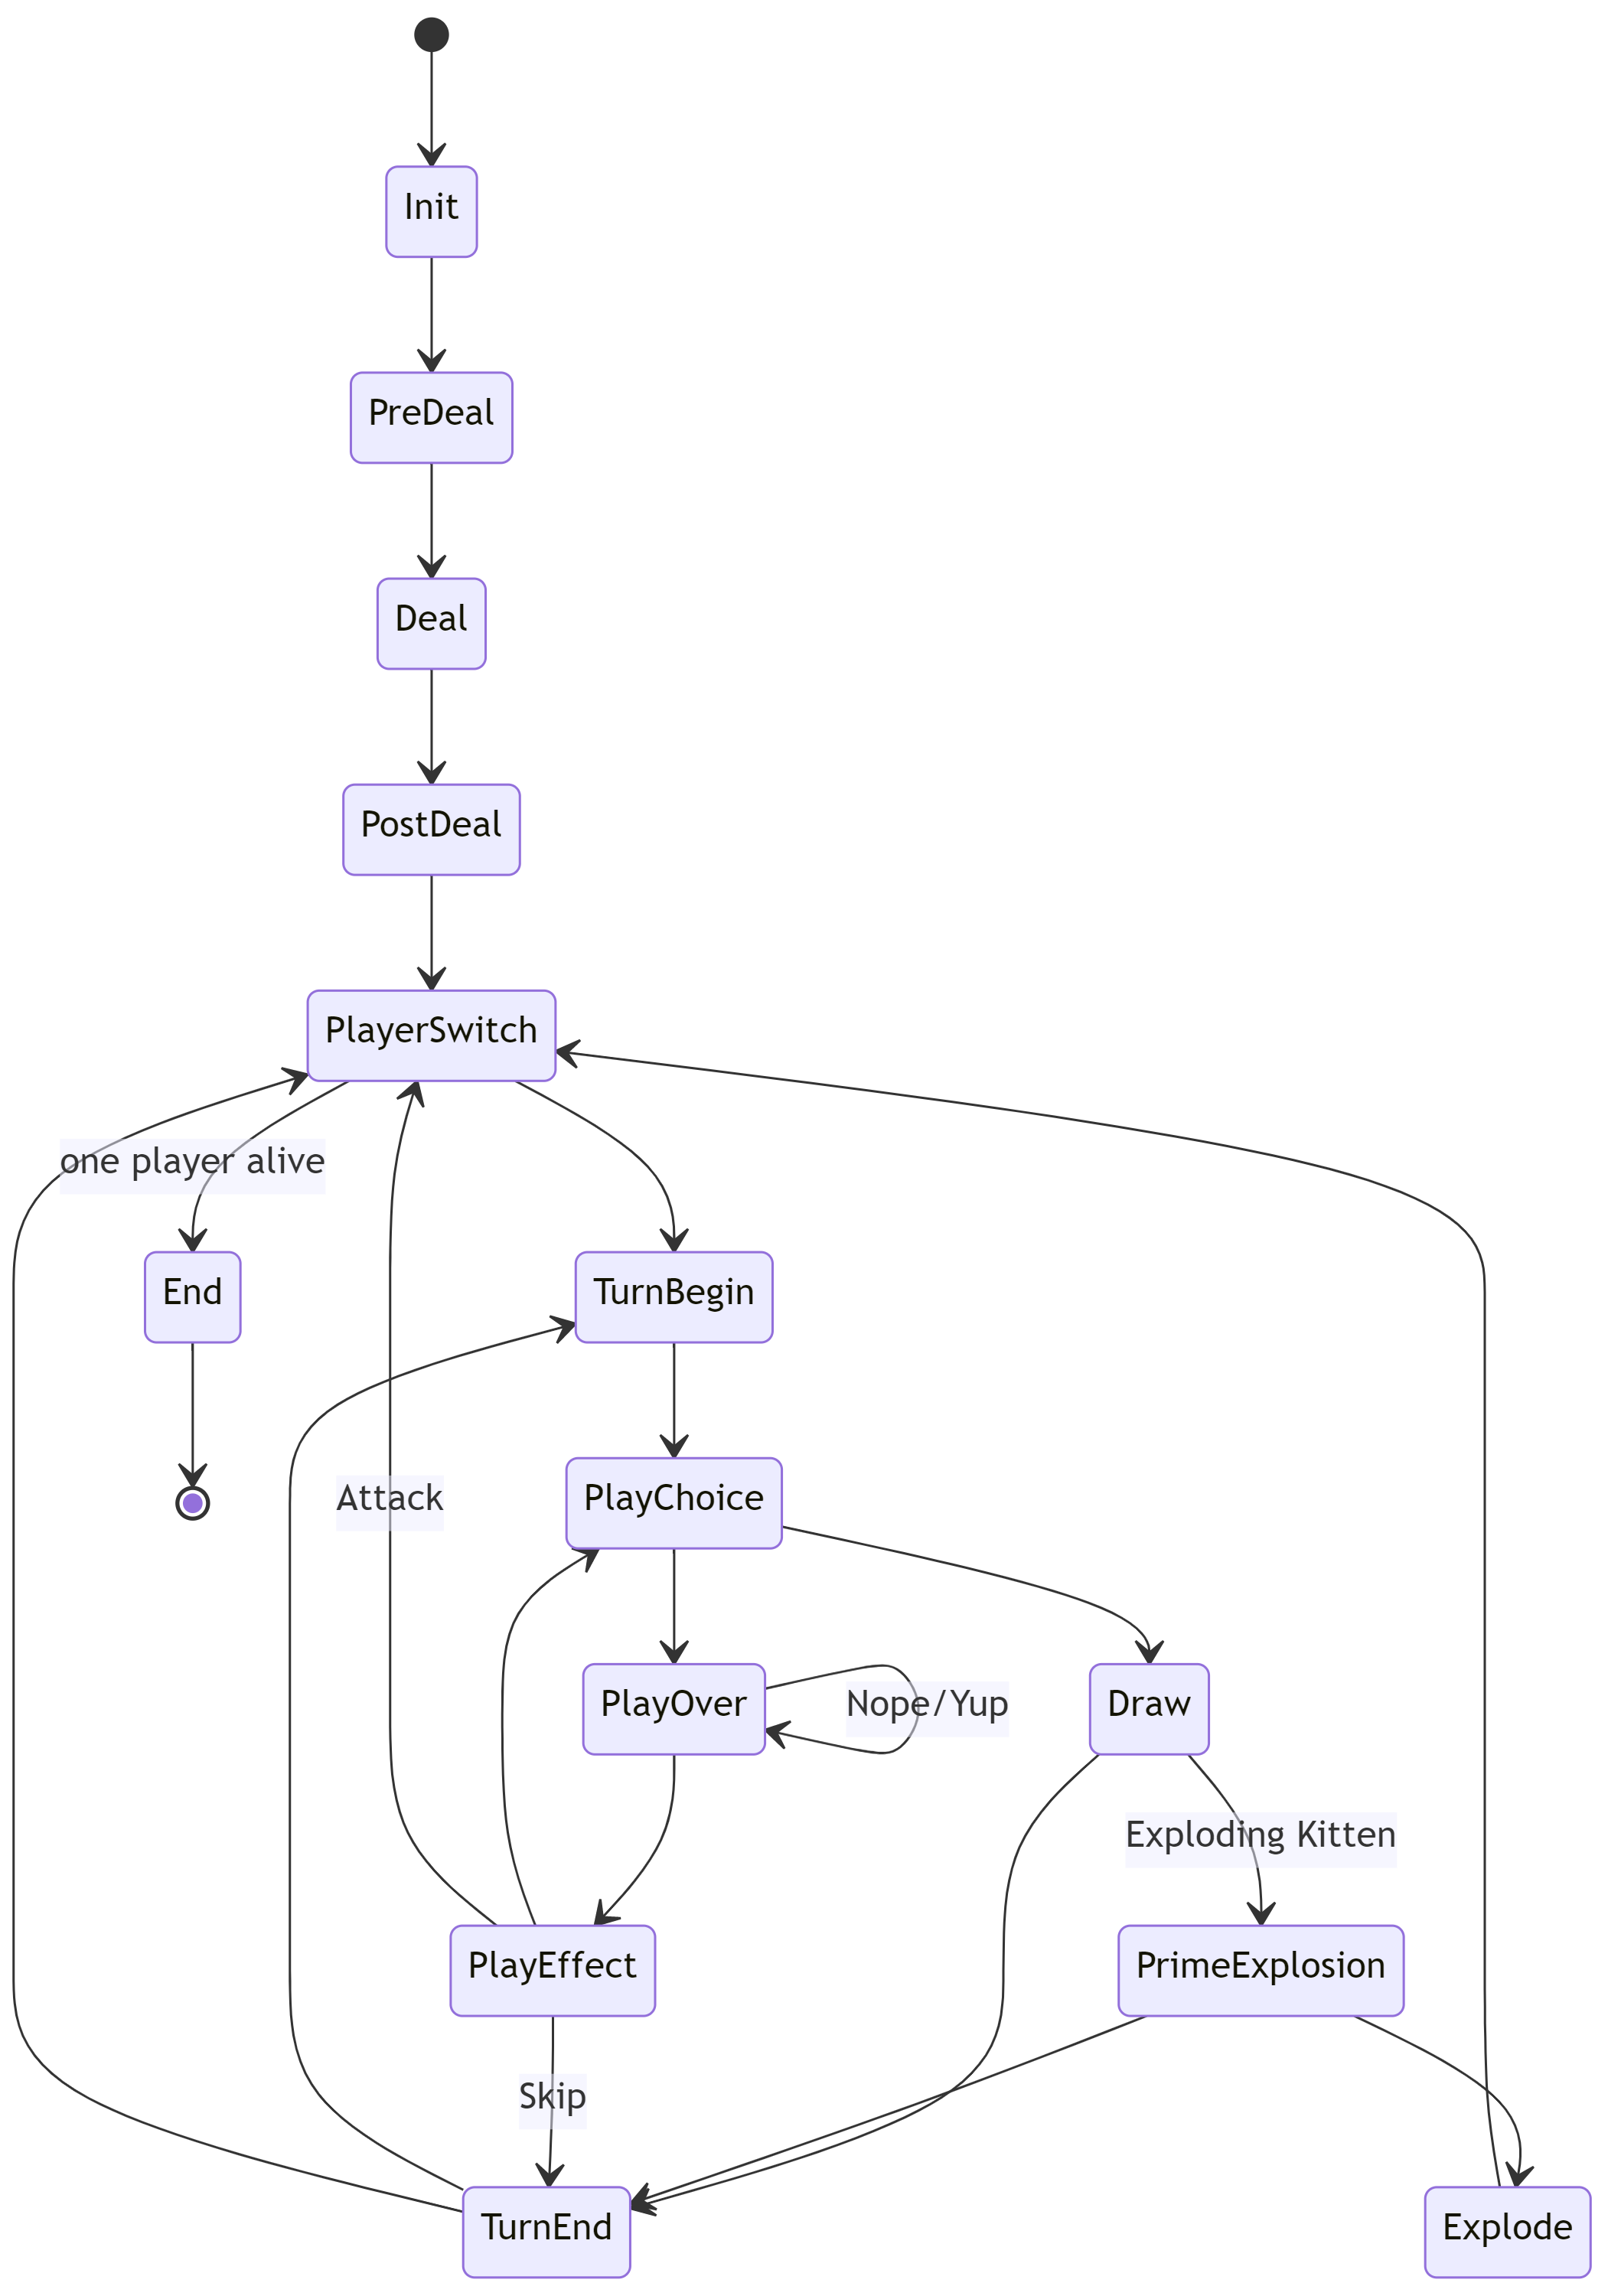 Init
PreDeal
Deal
PostDeal
PlayerSwitch
one player alive
End
TurnBegin
Attack
PlayChoice
PlayOver
Nope/Yup
Draw
Exploding Kitten
PlayEffect
PrimeExplosion
Skip
TurnEnd
Explode